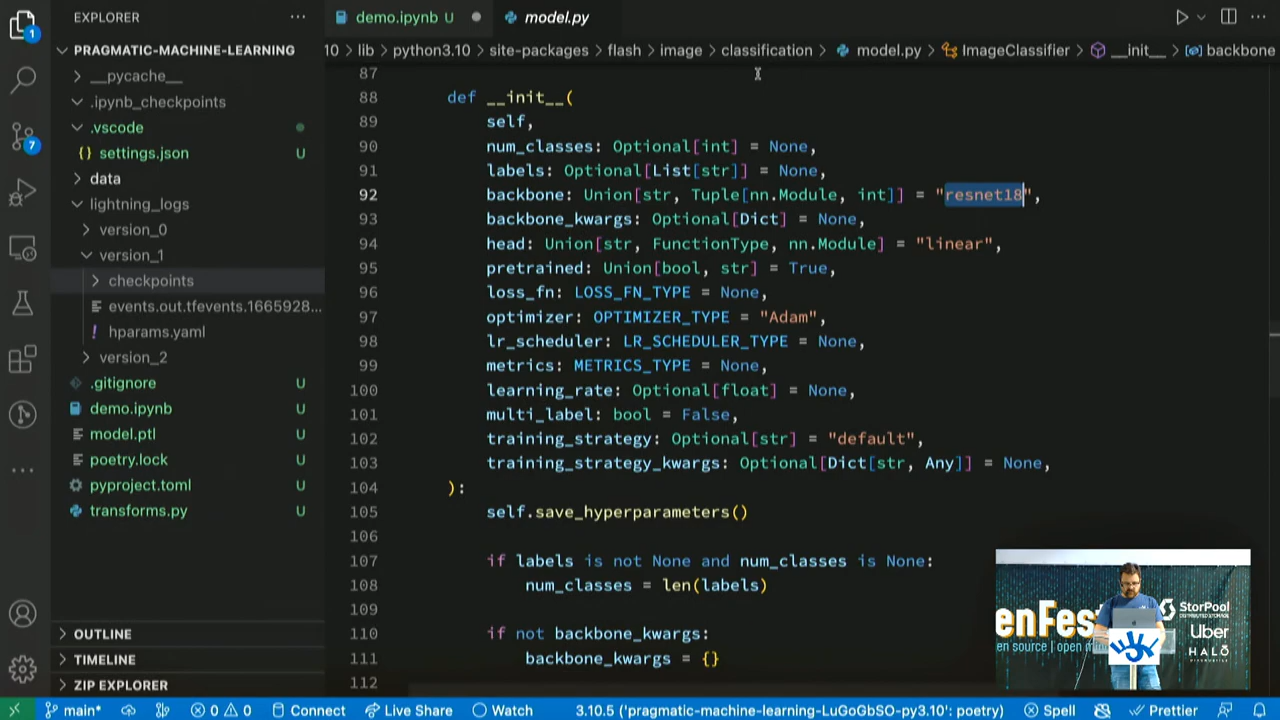 EXPLORER
demo.ipynb U
model.py
PRAGMATIC-MACHINE-LEARNING
10 > lib > python3.10 > site-packages > flash > image > classification > model.py > ImageClassifier > __init__ > backbone
__pycache__
.ipynb_checkpoints
.vscode
settings.json U
data
lightning_logs
version_0
version_1
checkpoints
events.out.tfevents.1665928...
hparams.yaml
version_2
.gitignore U
demo.ipynb U
model.ptl U
poetry.lock U
pyproject.toml U
transforms.py U
OUTLINE
TIMELINE
ZIP EXPLORER
1
7
87
88 def __init__(
89 self,
90 num_classes: Optional[int] = None,
91 labels: Optional[List[str]] = None,
92 backbone: Union[str, Tuple[nn.Module, int]] = "resnet18",
93 backbone_kwargs: Optional[Dict] = None,
94 head: Union[str, FunctionType, nn.Module] = "linear",
95 pretrained: Union[bool, str] = True,
96 loss_fn: LOSS_FN_TYPE = None,
97 optimizer: OPTIMIZER_TYPE = "Adam",
98 lr_scheduler: LR_SCHEDULER_TYPE = None,
99 metrics: METRICS_TYPE = None,
100 learning_rate: Optional[float] = None,
101 multi_label: bool = False,
102 training_strategy: Optional[str] = "default",
103 training_strategy_kwargs: Optional[Dict[str, Any]] = None,
104 ):
105 self.save_hyperparameters()
106
107 if labels is not None and num_classes is None:
108 num_classes = len(labels)
109
110 if not backbone_kwargs:
111 backbone_kwargs = {}
112
enFes
en source | open
StorPool
Uber
HALO
main* 0 0 Connect Live Share Watch 3.10.5 ('pragmatic-machine-learning-LuGoGbSO-py3.10': poetry) Spell Prettier